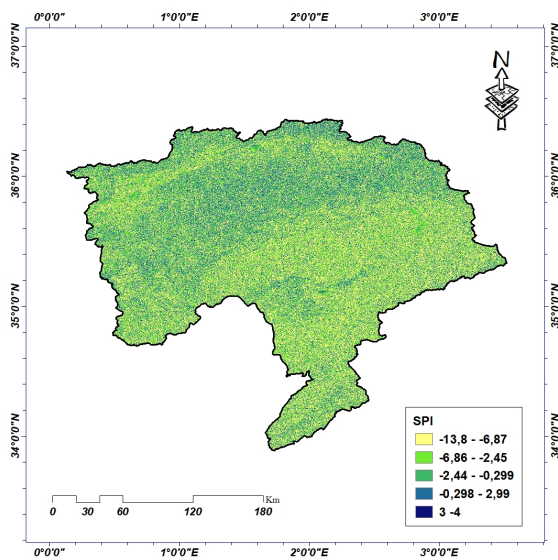 0°0'0" 1°0'0"E 2°0'0"E 3°0'0"E
37°0'0"N 37°0'0"N
N
36°0'0"N 36°0'0"N
35°0'0"N 35°0'0"N
34°0'0"N 34°0'0"N
SPI
-13,8 - -6,87
-6,86 - -2,45
-2,44 - -0,299
-0,298 - 2,99
3 -4
Km
0 30 60 120 180
0°0'0" 1°0'0"E 2°0'0"E 3°0'0"E